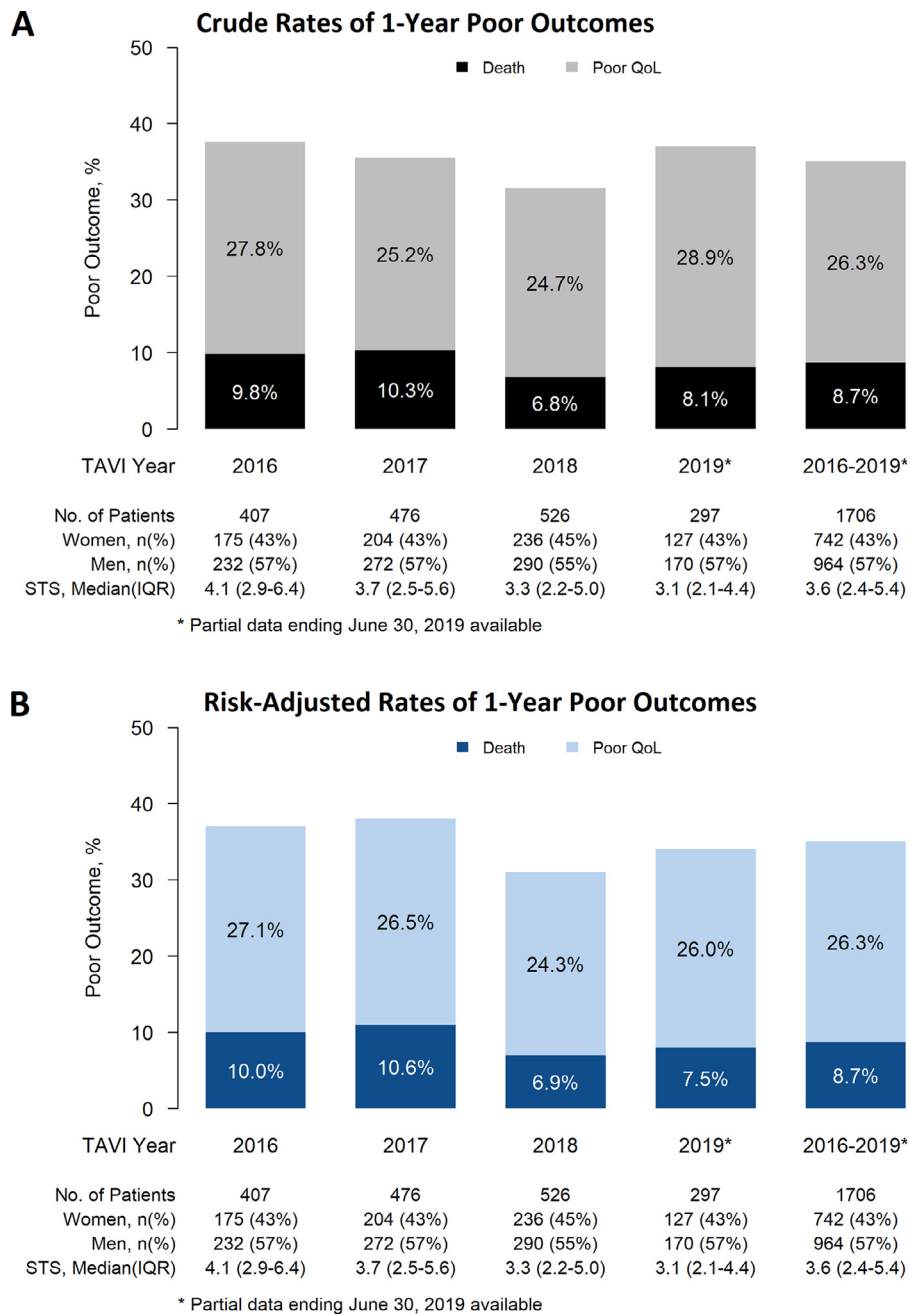 A
Crude Rates of 1-Year Poor Outcomes
Death Poor QoL
Poor Outcome, %
50
40
30
20
10
0
27.8% 25.2% 24.7% 28.9% 26.3%
9.8% 10.3% 6.8% 8.1% 8.7%
TAVI Year 2016 2017 2018 2019* 2016-2019*
No. of Patients 407 476 526 297 1706
Women, n(%) 175 (43%) 204 (43%) 236 (45%) 127 (43%) 742 (43%)
Men, n(%) 232 (57%) 272 (57%) 290 (55%) 170 (57%) 964 (57%)
STS, Median(IQR) 4.1 (2.9-6.4) 3.7 (2.5-5.6) 3.3 (2.2-5.0) 3.1 (2.1-4.4) 3.6 (2.4-5.4)
* Partial data ending June 30, 2019 available
B
Risk-Adjusted Rates of 1-Year Poor Outcomes
Death Poor QoL
Poor Outcome, %
50
40
30
20
10
0
27.1% 26.5% 24.3% 26.0% 26.3%
10.0% 10.6% 6.9% 7.5% 8.7%
TAVI Year 2016 2017 2018 2019* 2016-2019*
No. of Patients 407 476 526 297 1706
Women, n(%) 175 (43%) 204 (43%) 236 (45%) 127 (43%) 742 (43%)
Men, n(%) 232 (57%) 272 (57%) 290 (55%) 170 (57%) 964 (57%)
STS, Median(IQR) 4.1 (2.9-6.4) 3.7 (2.5-5.6) 3.3 (2.2-5.0) 3.1 (2.1-4.4) 3.6 (2.4-5.4)
* Partial data ending June 30, 2019 available